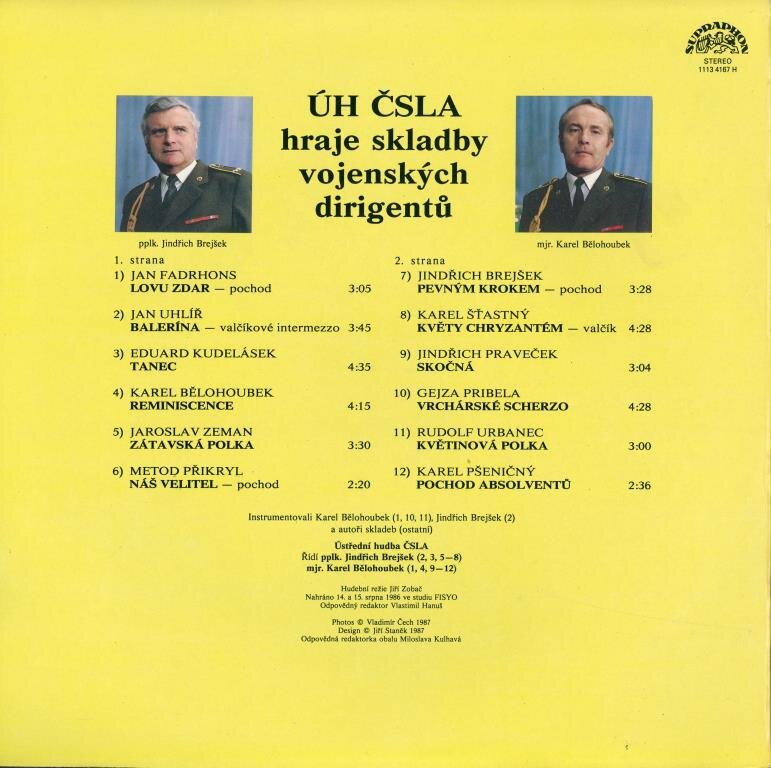 SUPRAPHON
STEREO
1113 4167 H
ÚH ČSLA
hraje skladby
vojenských
dirigentů
pplk. Jindřich Brejšek
mjr. Karel Bělohoubek
1. strana
1) JAN FADRHONS
LOVU ZDAR — pochod 3:05
2) JAN UHLÍŘ
BALERÍNA — valčíkové intermezzo 3:45
3) EDUARD KUDELÁSEK
TANEC 4:35
4) KAREL BĚLOHOUBEK
REMINISCENCE 4:15
5) JAROSLAV ZEMAN
ZÁTAVSKÁ POLKA 3:30
6) METOD PŘIKRYL
NÁŠ VELITEL — pochod 2:20
2. strana
7) JINDŘICH BREJŠEK
PEVNÝM KROKEM — pochod 3:28
8) KAREL ŠŤASTNÝ
KVĚTY CHRYZANTÉM — valčík 4:28
9) JINDŘICH PRAVEČEK
SKOČNÁ 3:04
10) GEJZA PRIBELA
VRCHÁRSKÉ SCHERZO 4:28
11) RUDOLF URBANEC
KVĚTINOVÁ POLKA 3:00
12) KAREL PŠENIČNÝ
POCHOD ABSOLVENTŮ 2:36
Instrumentovali Karel Bělohoubek (1, 10, 11), Jindřich Brejšek (2)
a autoři skladeb (ostatní)
Ústřední hudba ČSLA
Řídí pplk. Jindřich Brejšek (2, 3, 5—8)
mjr. Karel Bělohoubek (1, 4, 9—12)
Hudební režie Jiří Zobač
Nahráno 14. a 15. srpna 1986 ve studiu FISYO
Odpovědný redaktor Vlastimil Hanuš
Photos © Vladimír Čech 1987
Design © Jiří Staněk 1987
Odpovědná redaktorka obalu Miloslava Kulhavá